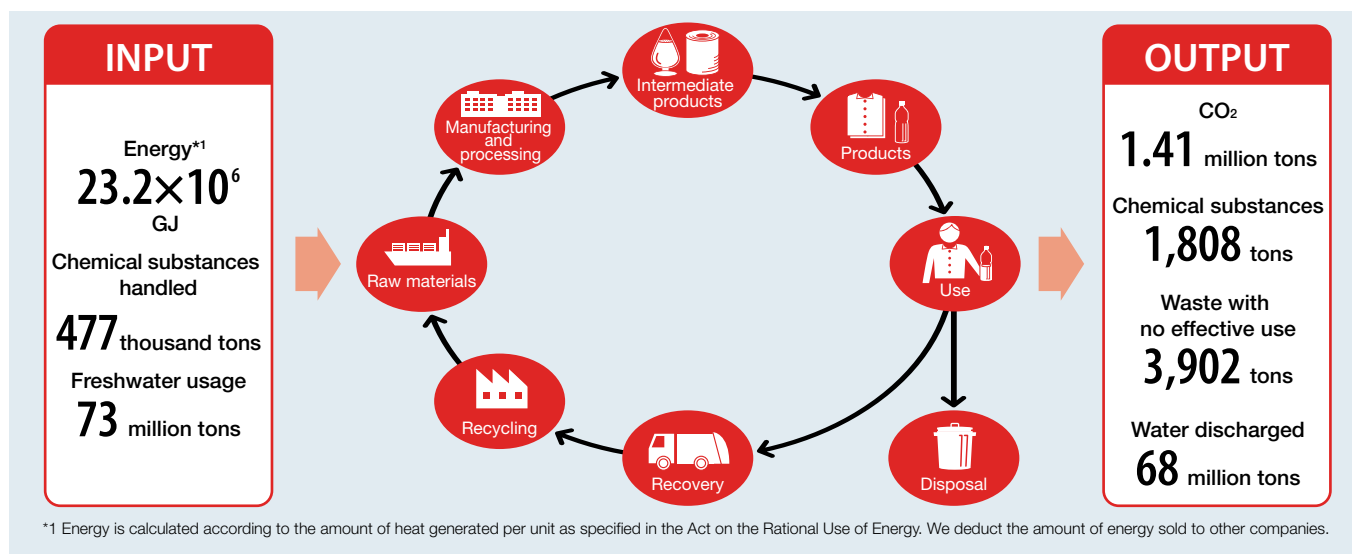 INPUT
Energy*1
23.2×10⁶
GJ
Chemical substances
handled
477 thousand tons
Freshwater usage
73 million tons
Intermediate
products
Manufacturing
and
processing
Products
Raw materials
Use
Recycling
Recovery
Disposal
OUTPUT
CO₂
1.41 million tons
Chemical substances
1,808 tons
Waste with
no effective use
3,902 tons
Water discharged
68 million tons
*1 Energy is calculated according to the amount of heat generated per unit as specified in the Act on the Rational Use of Energy. We deduct the amount of energy sold to other companies.